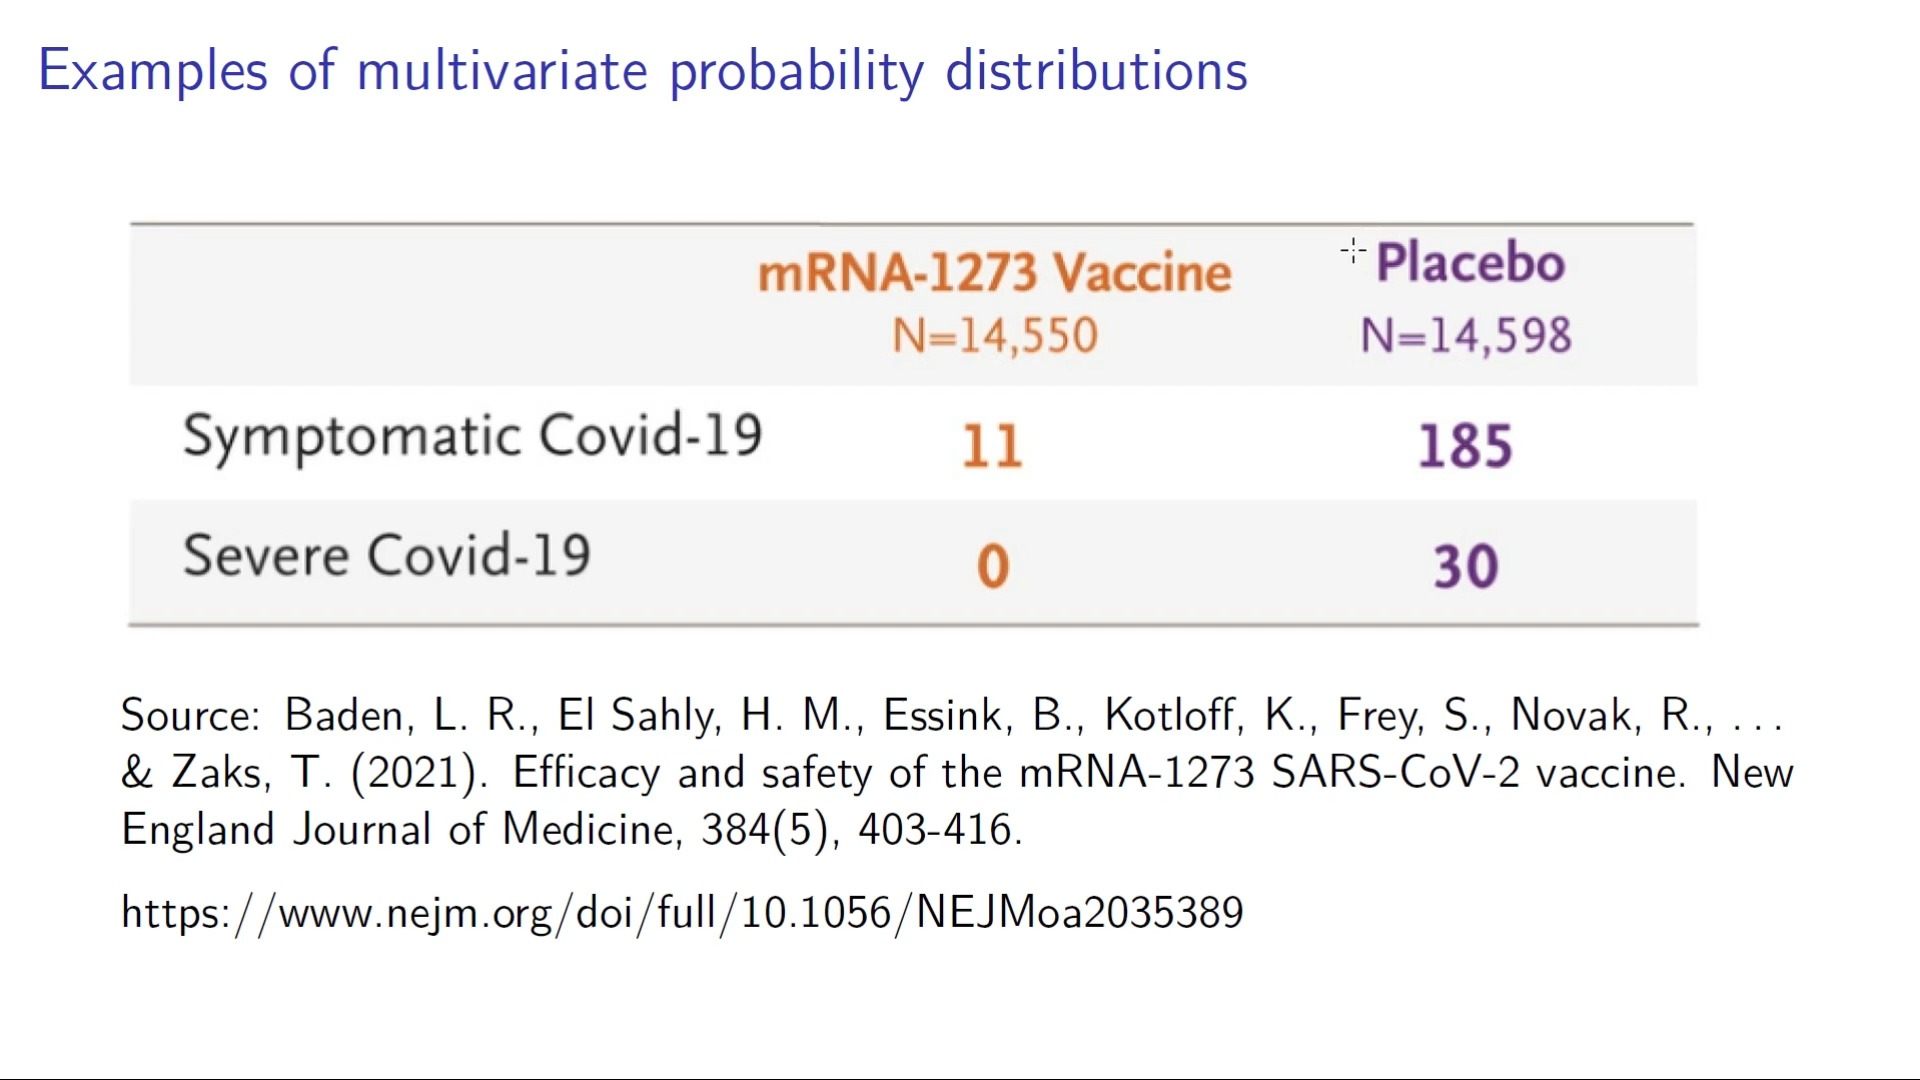 Examples of multivariate probability distributions
mRNA-1273 Vaccine Placebo
N=14,550 N=14,598
Symptomatic Covid-19 11 185
Severe Covid-19 0 30
Source: Baden, L. R., El Sahly, H. M., Essink, B., Kotloff, K., Frey, S., Novak, R., ...
& Zaks, T. (2021). Efficacy and safety of the mRNA-1273 SARS-CoV-2 vaccine. New
England Journal of Medicine, 384(5), 403-416.
https://www.nejm.org/doi/full/10.1056/NEJMoa2035389